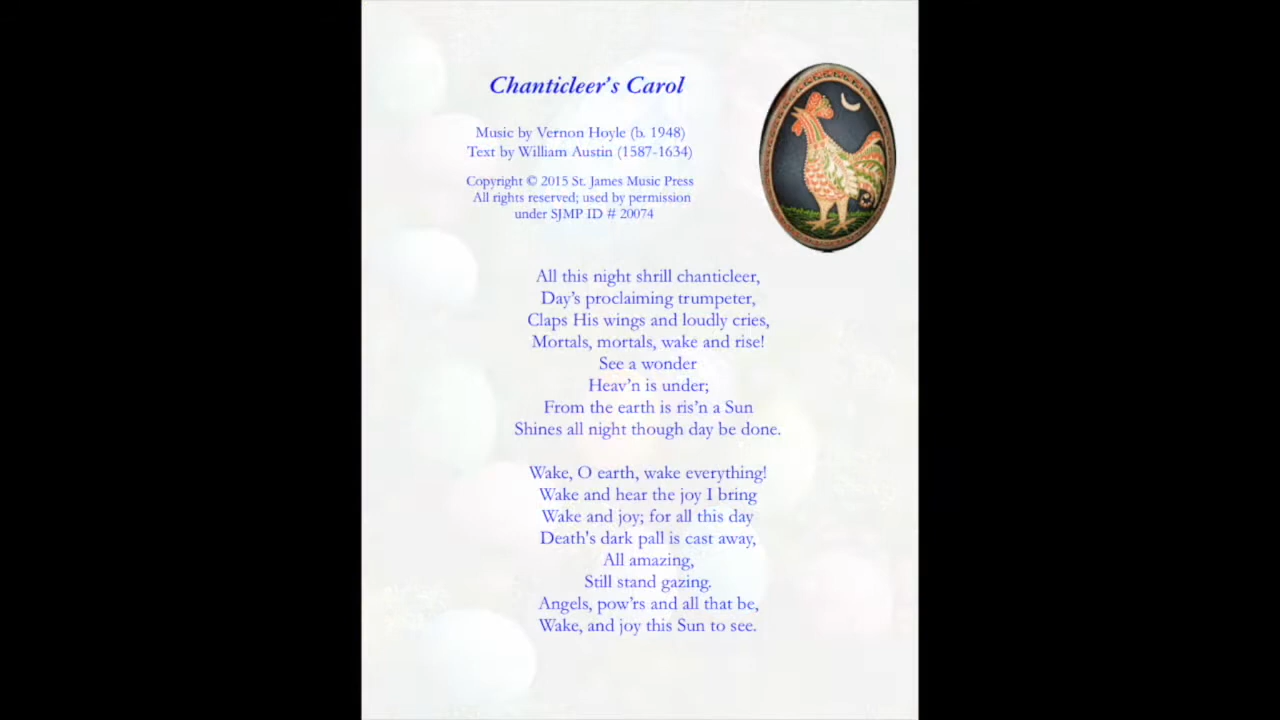 Chanticleer's Carol
Music by Vernon Hoyle (b. 1948)
Text by William Austin (1587-1634)
Copyright © 2015 St. James Music Press
All rights reserved; used by permission
under SJMP ID # 20074
All this night shrill chanticleer,
Day's proclaiming trumpeter,
Claps His wings and loudly cries,
Mortals, mortals, wake and rise!
See a wonder
Heav'n is under;
From the earth is ris'n a Sun
Shines all night though day be done.
Wake, O earth, wake everything!
Wake and hear the joy I bring
Wake and joy; for all this day
Death's dark pall is cast away,
All amazing,
Still stand gazing.
Angels, pow'rs and all that be,
Wake, and joy this Sun to see.